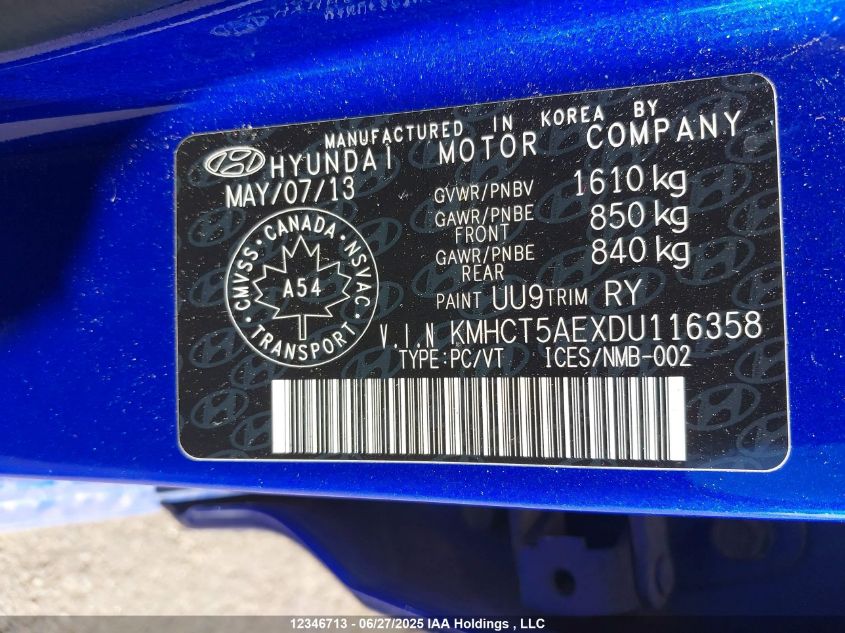 MANUFACTURED IN KOREA BY
HYUNDAI MOTOR COMPANY
MAY/07/13
GVWR/PNBV 1610 kg
GAWR/PNBE FRONT 850 kg
GAWR/PNBE REAR 840 kg
PAINT UU9 TRIM RY
CMVSS · CANADA · NSVAC
A54
TRANSPORT
V.I.N KMHCT5AEXDU116358
TYPE:PC/VT ICES/NMB-002
12346713 - 06/27/2025 IAA Holdings , LLC